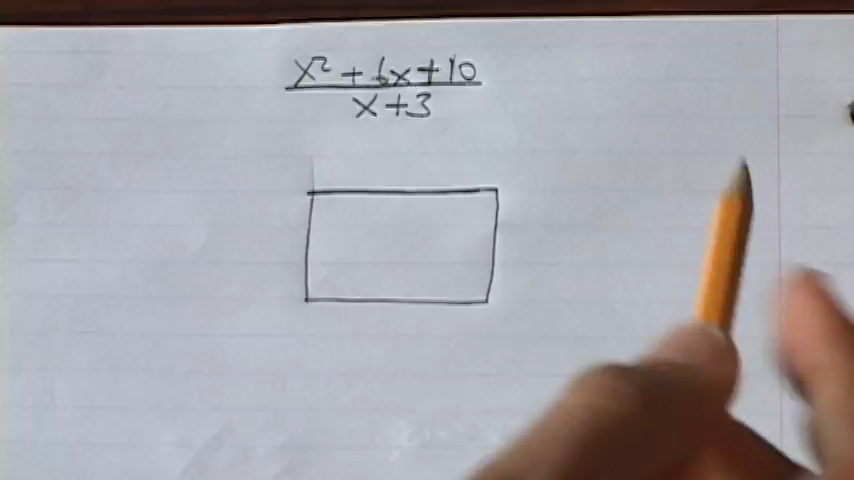 x² + 6x + 10
x + 3